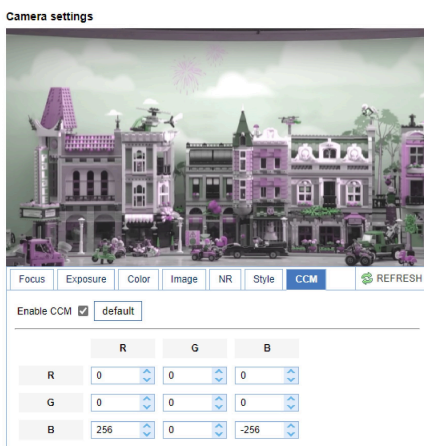 Camera settings
Focus Exposure Color Image NR Style CCM REFRESH
Enable CCM default
R G B
R 0 0 0
G 0 0 0
B 256 0 -256